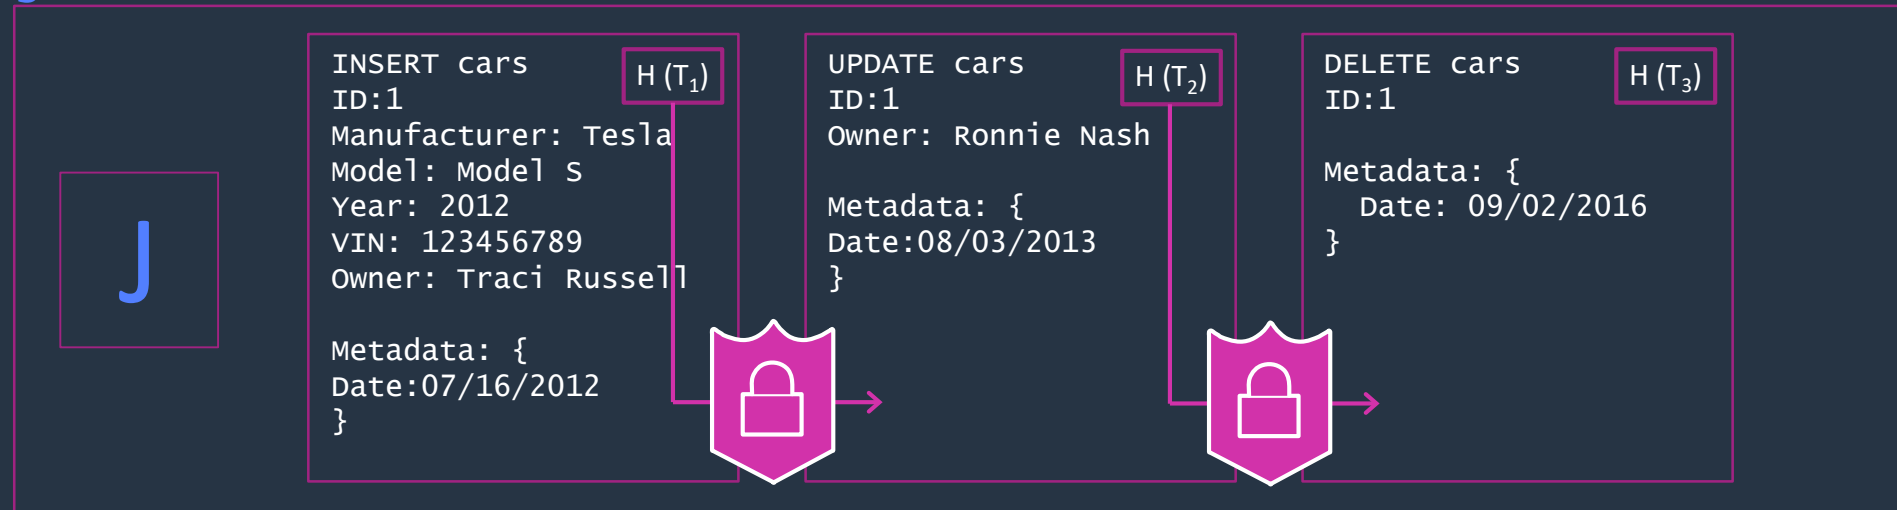 J
INSERT cars
H (T₁)
ID:1
Manufacturer: Tesla
Model: Model S
Year: 2012
VIN: 123456789
Owner: Traci Russell
Metadata: {
Date:07/16/2012
}
UPDATE cars
H (T₂)
ID:1
Owner: Ronnie Nash
Metadata: {
Date:08/03/2013
}
DELETE cars
H (T₃)
ID:1
Metadata: {
Date: 09/02/2016
}